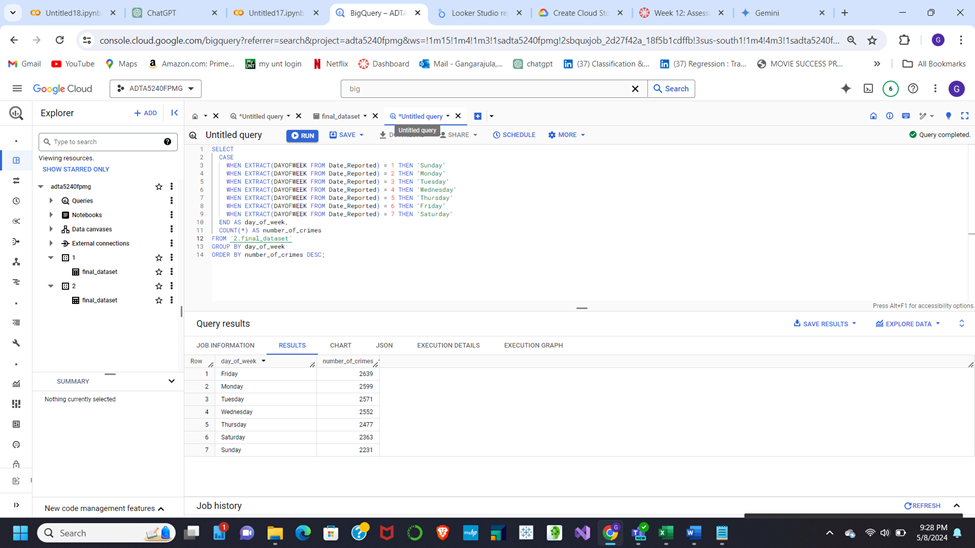 Untitled18.ipynb
ChatGPT
Untitled17.ipynb
BigQuery – ADTA
Looker Studio re
Create Cloud Sto
Week 12: Assess
Gemini
console.cloud.google.com/bigquery?referrer=search&project=adta5240fpmg&ws=!1m15!1m4!1m3!1sadta5240fpmg!2sbquxjob_2d27f42a_18f5b1cdffb!3sus-south1!1m4!4m3!1sadta5240f...
G
Gmail
YouTube
Maps
Amazon.com: Prime...
my unt login
Netflix
Dashboard
Mail - Gangarajula,...
chatgpt
(37) Classification &...
(37) Regression : Tra...
MOVIE SUCCESS PR...
All Bookmarks
Google Cloud
ADTA5240FPMG
big
Search
6
G
Explorer
+ ADD
*Untitled query
final_dataset
*Untitled query
Type to search
Untitled query
RUN
SAVE
SHARE
SCHEDULE
MORE
Query completed.
Untitled query
Viewing resources.
SHOW STARRED ONLY
adta5240fpmg
Queries
Notebooks
Data canvases
External connections
1
final_dataset
2
final_dataset
1 SELECT
2 CASE
3 WHEN EXTRACT(DAYOFWEEK FROM Date_Reported) = 1 THEN 'Sunday'
4 WHEN EXTRACT(DAYOFWEEK FROM Date_Reported) = 2 THEN 'Monday'
5 WHEN EXTRACT(DAYOFWEEK FROM Date_Reported) = 3 THEN 'Tuesday'
6 WHEN EXTRACT(DAYOFWEEK FROM Date_Reported) = 4 THEN 'Wednesday'
7 WHEN EXTRACT(DAYOFWEEK FROM Date_Reported) = 5 THEN 'Thursday'
8 WHEN EXTRACT(DAYOFWEEK FROM Date_Reported) = 6 THEN 'Friday'
9 WHEN EXTRACT(DAYOFWEEK FROM Date_Reported) = 7 THEN 'Saturday'
10 END AS day_of_week,
11 COUNT(*) AS number_of_crimes
12 FROM `2.final_dataset`
13 GROUP BY day_of_week
14 ORDER BY number_of_crimes DESC;
Press Alt+F1 for accessibility options.
Query results
SAVE RESULTS
EXPLORE DATA
JOB INFORMATION
RESULTS
CHART
JSON
EXECUTION DETAILS
EXECUTION GRAPH
Row day_of_week number_of_crimes
1 Friday 2639
2 Monday 2599
3 Tuesday 2571
4 Wednesday 2552
5 Thursday 2477
6 Saturday 2363
7 Sunday 2231
SUMMARY
Nothing currently selected
New code management features
Job history
REFRESH
Search
9:28 PM
5/8/2024